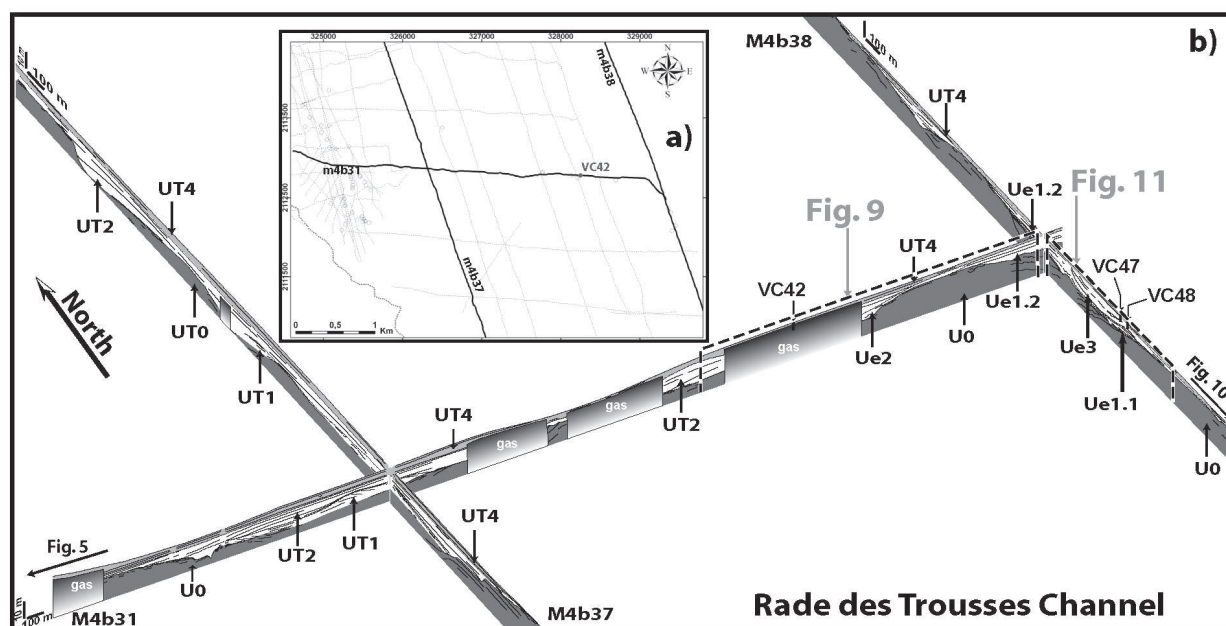 b)
a)
325000
326000
327000
328000
329000
2113500
2112500
2111500
N
W
E
S
m4b31
m4b37
m4b38
VC42
0
0,5
1
Km
M4b38
100 m
UT4
Ue1.2
Fig. 11
Fig. 9
UT4
VC42
Ue1.2
VC47
VC48
U0
Ue2
Ue3
Ue1.1
Fig. 10
U0
100 m
UT4
UT2
UT0
UT1
North
gas
gas
gas
UT2
UT4
UT4
UT2
UT1
U0
Fig. 5
gas
100 m
M4b31
M4b37
Rade des Trousses Channel